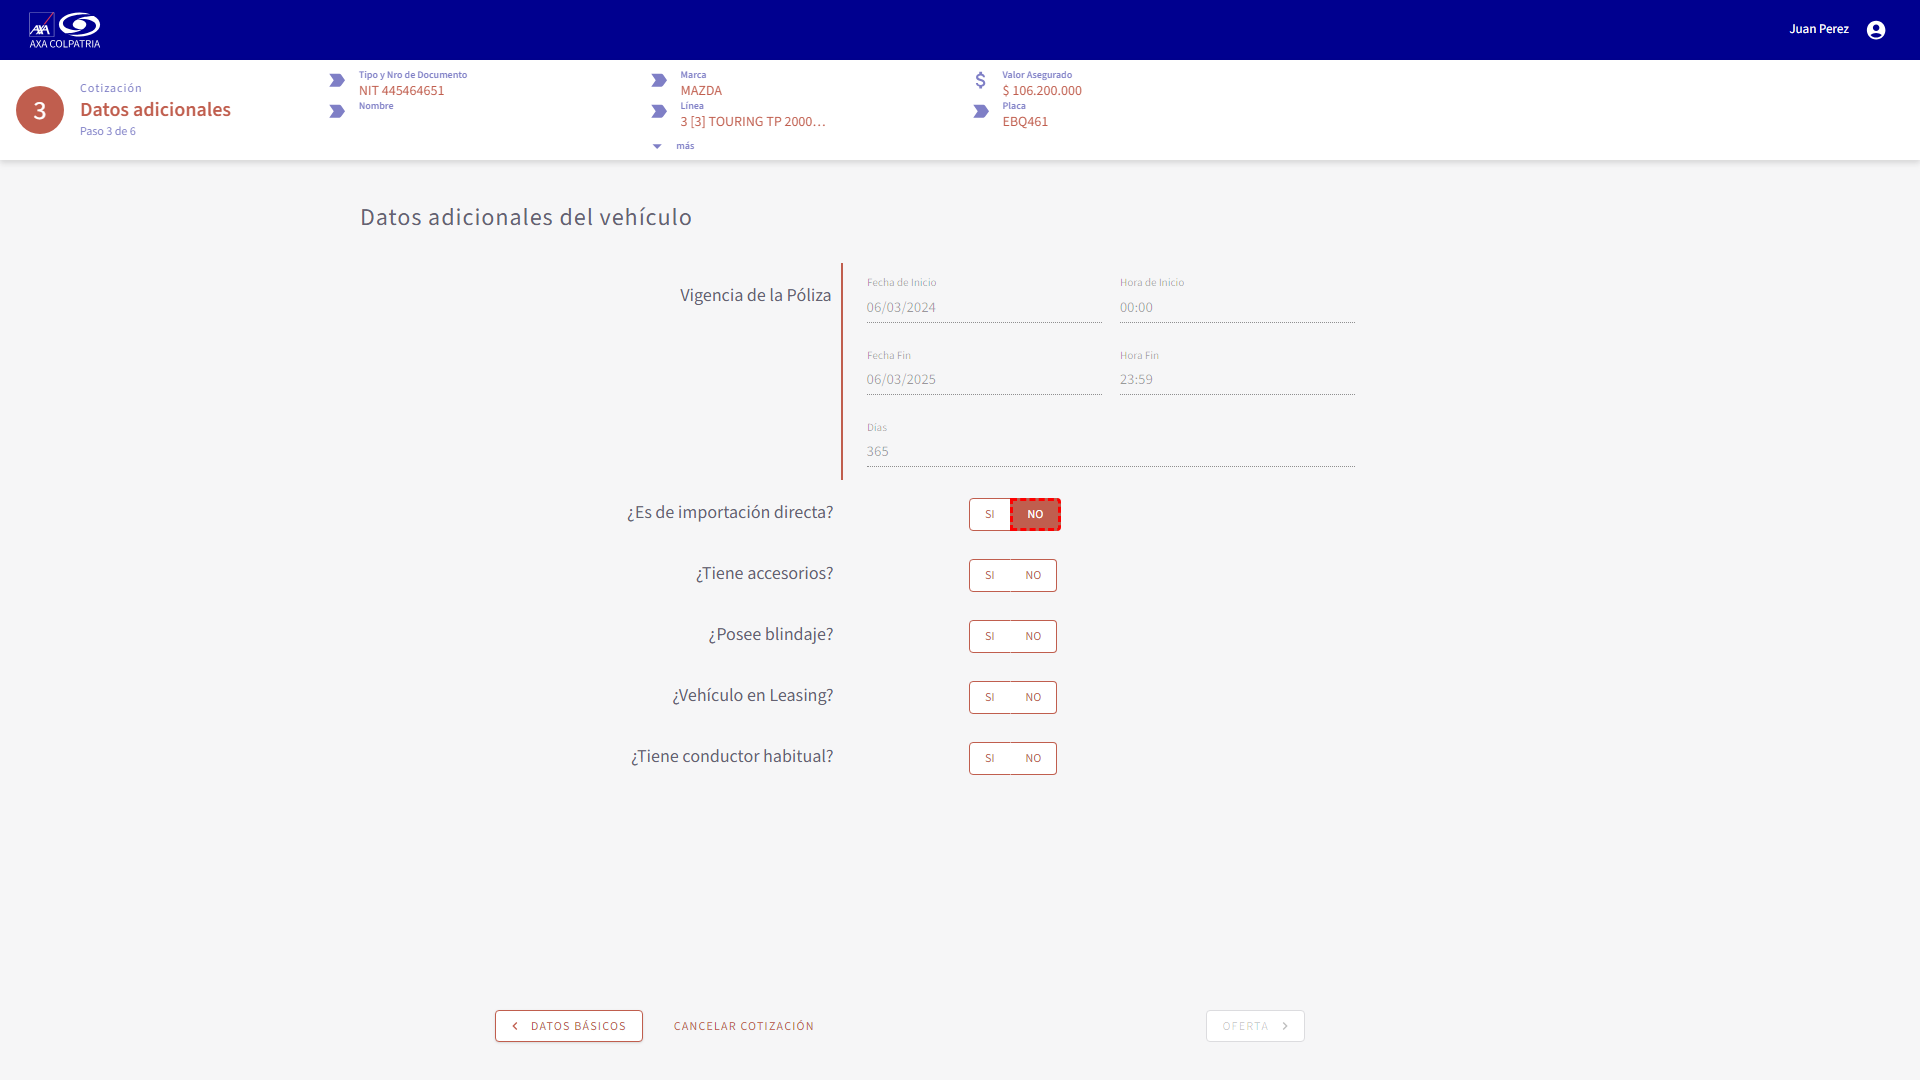 AXA
AXA COLPATRIA
Juan Perez
3
Cotización
Datos adicionales
Paso 3 de 6
Tipo y Nro de Documento
NIT 445464651
Nombre
Marca
MAZDA
Línea
3 [3] TOURING TP 2000...
más
$
Valor Asegurado
$ 106.200.000
Placa
EBQ461
Datos adicionales del vehículo
Vigencia de la Póliza
Fecha de Inicio
06/03/2024
Hora de Inicio
00:00
Fecha Fin
06/03/2025
Hora Fin
23:59
Días
365
¿Es de importación directa?
SI NO
¿Tiene accesorios?
SI NO
¿Posee blindaje?
SI NO
¿Vehículo en Leasing?
SI NO
¿Tiene conductor habitual?
SI NO
DATOS BÁSICOS
CANCELAR COTIZACIÓN
OFERTA